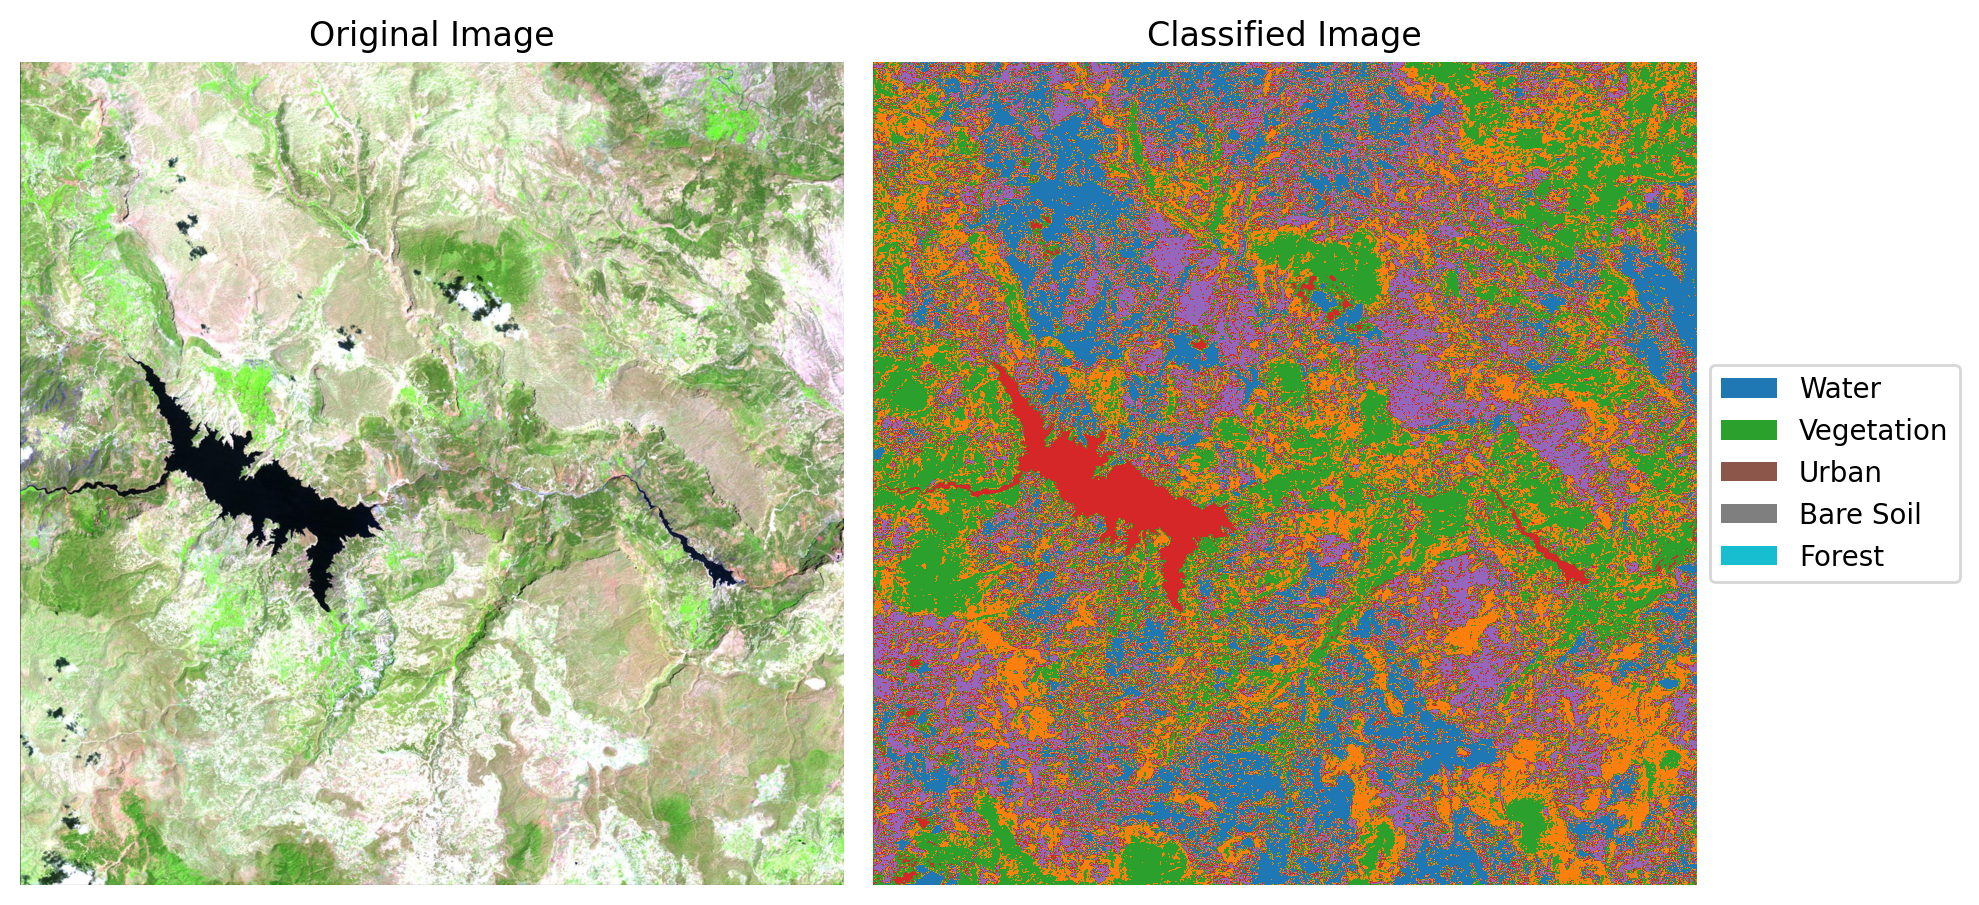 Original Image
Classified Image
Water
Vegetation
Urban
Bare Soil
Forest